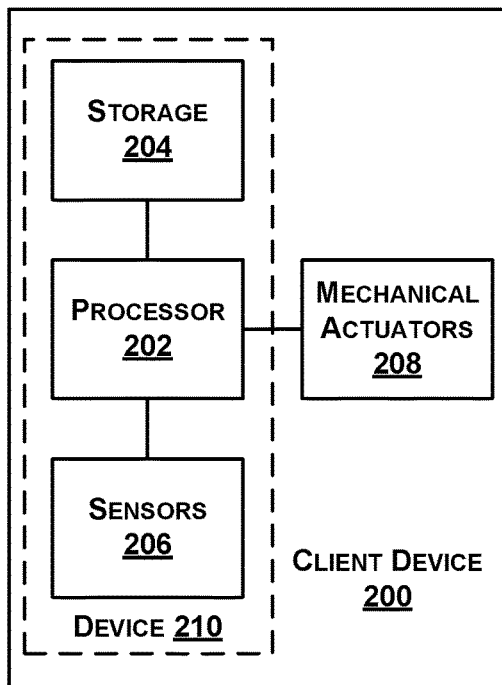 STORAGE
204
PROCESSOR
202
MECHANICAL
ACTUATORS
208
SENSORS
206
CLIENT DEVICE
200
DEVICE 210